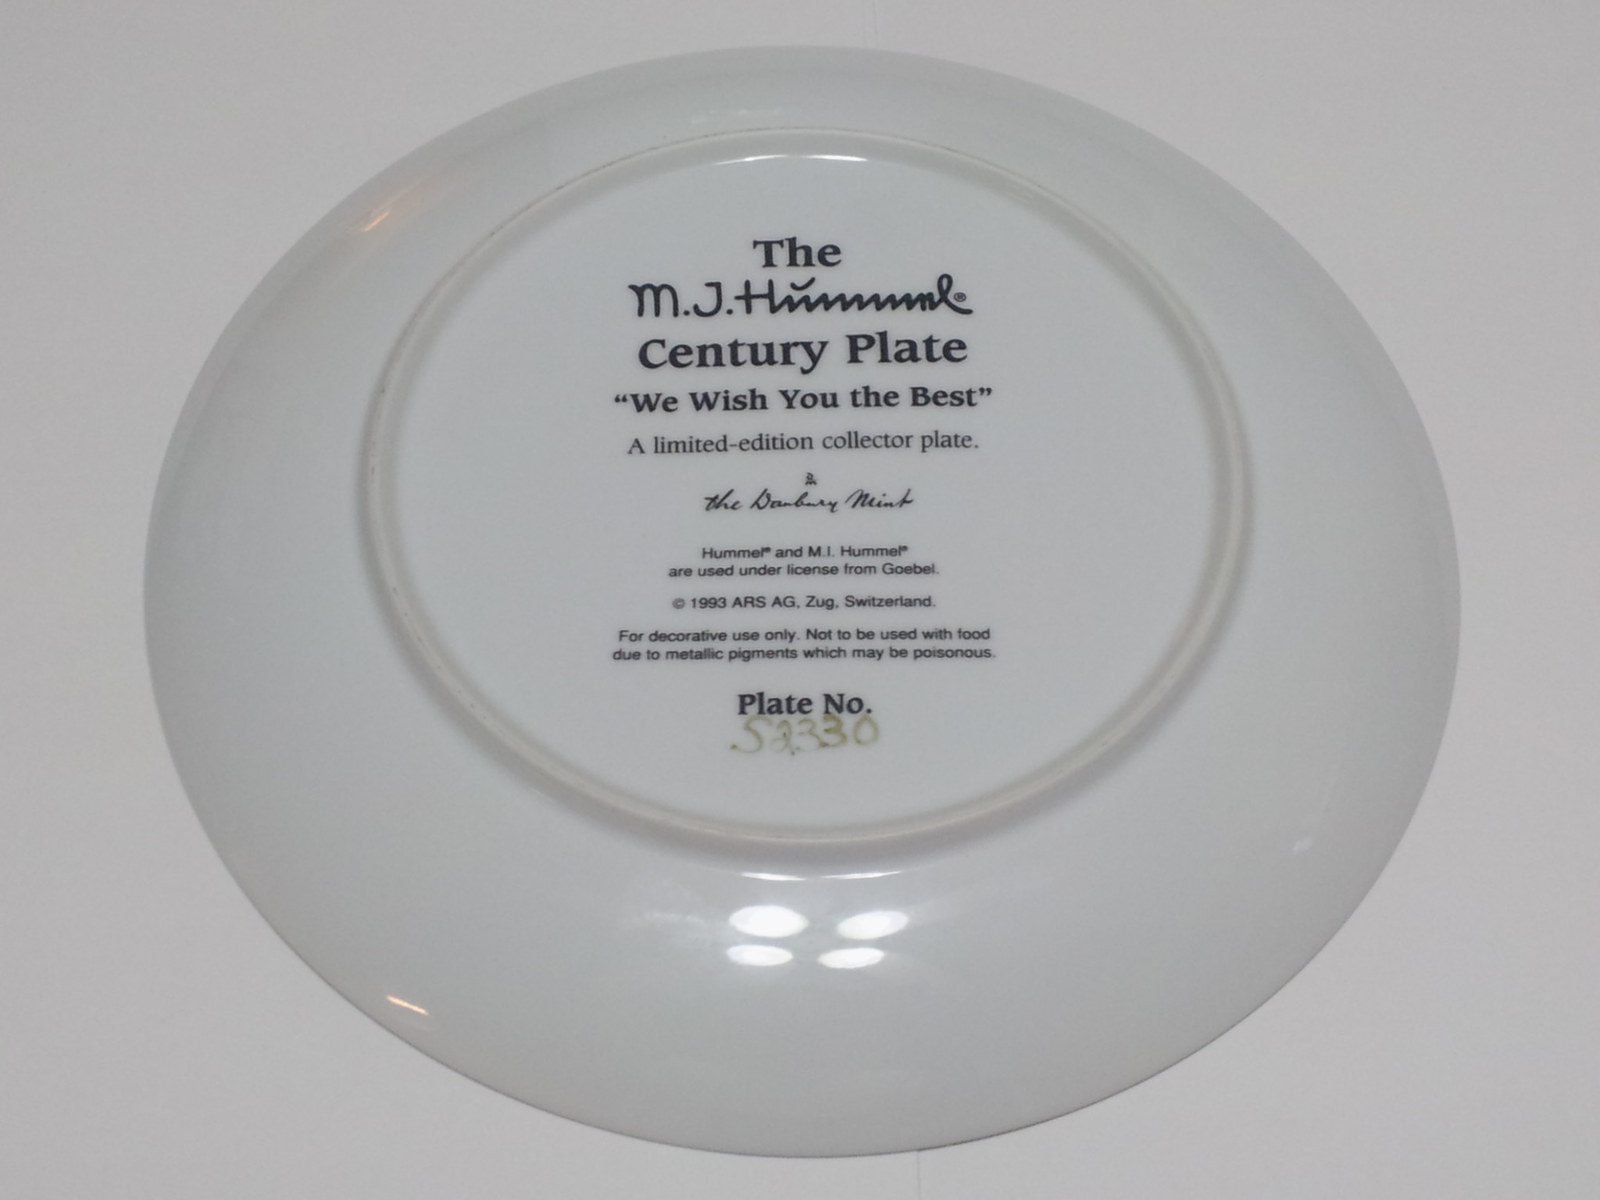 The
M.J.Hümmel®
Century Plate
“We Wish You the Best”
A limited-edition collector plate.
the Danbury Mint
Hummel® and M.I. Hummel®
are used under license from Goebel.
© 1993 ARS AG, Zug, Switzerland.
For decorative use only. Not to be used with food
due to metallic pigments which may be poisonous.
Plate No.
S2330